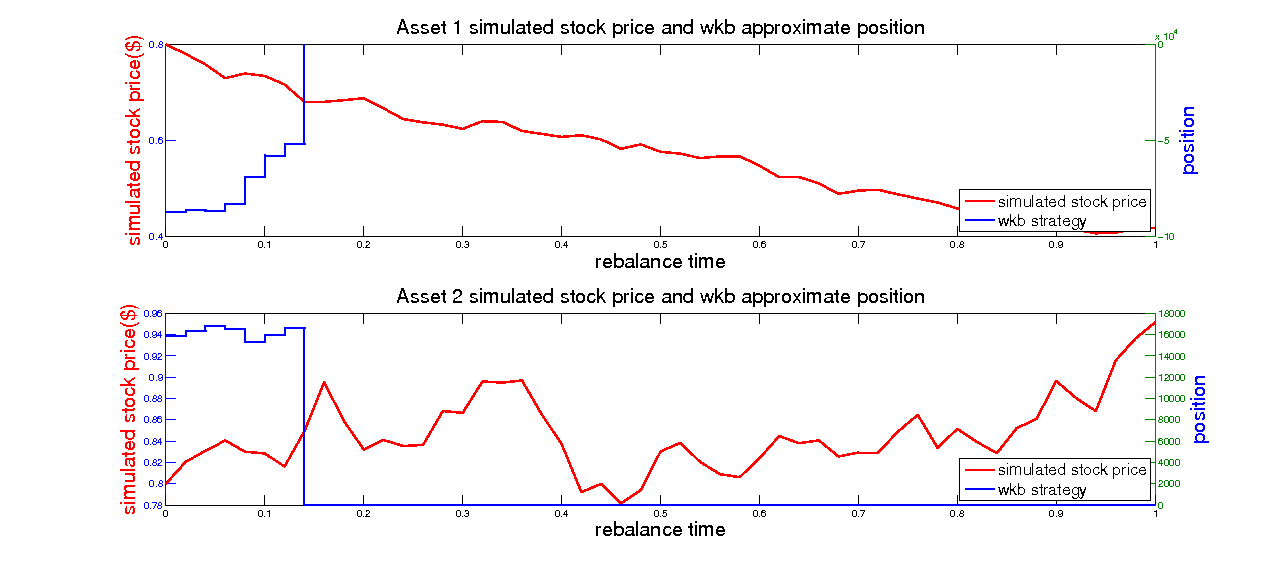 Asset 1 simulated stock price and wkb approximate position
x 10^4
0.8
0.6
0.4
0
-5
-10
simulated stock price($)
position
simulated stock price
wkb strategy
0 0.1 0.2 0.3 0.4 0.5 0.6 0.7 0.8 0.9 1
rebalance time
Asset 2 simulated stock price and wkb approximate position
0.96
0.94
0.92
0.9
0.88
0.86
0.84
0.82
0.8
0.78
18000
16000
14000
12000
10000
8000
6000
4000
2000
0
simulated stock price($)
position
simulated stock price
wkb strategy
0 0.1 0.2 0.3 0.4 0.5 0.6 0.7 0.8 0.9 1
rebalance time